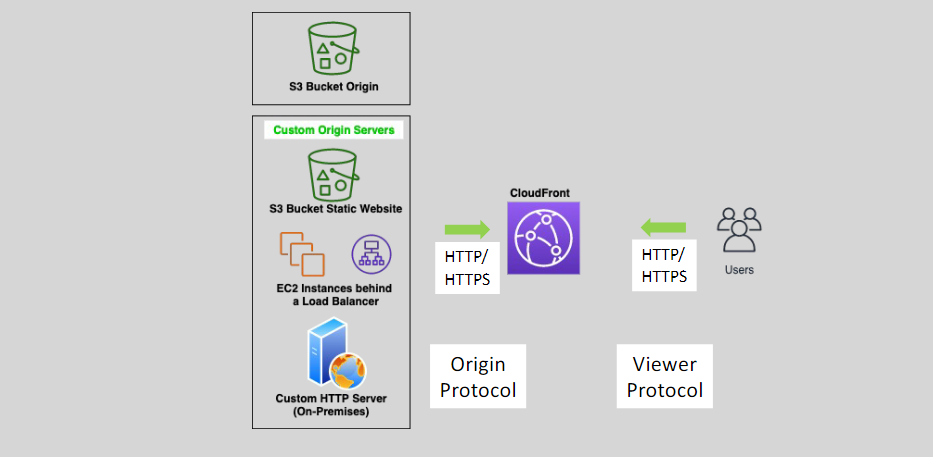 S3 Bucket Origin
Custom Origin Servers
S3 Bucket Static Website
EC2 Instances behind
a Load Balancer
Custom HTTP Server
(On-Premises)
HTTP/
HTTPS
Origin
Protocol
CloudFront
HTTP/
HTTPS
Viewer
Protocol
Users